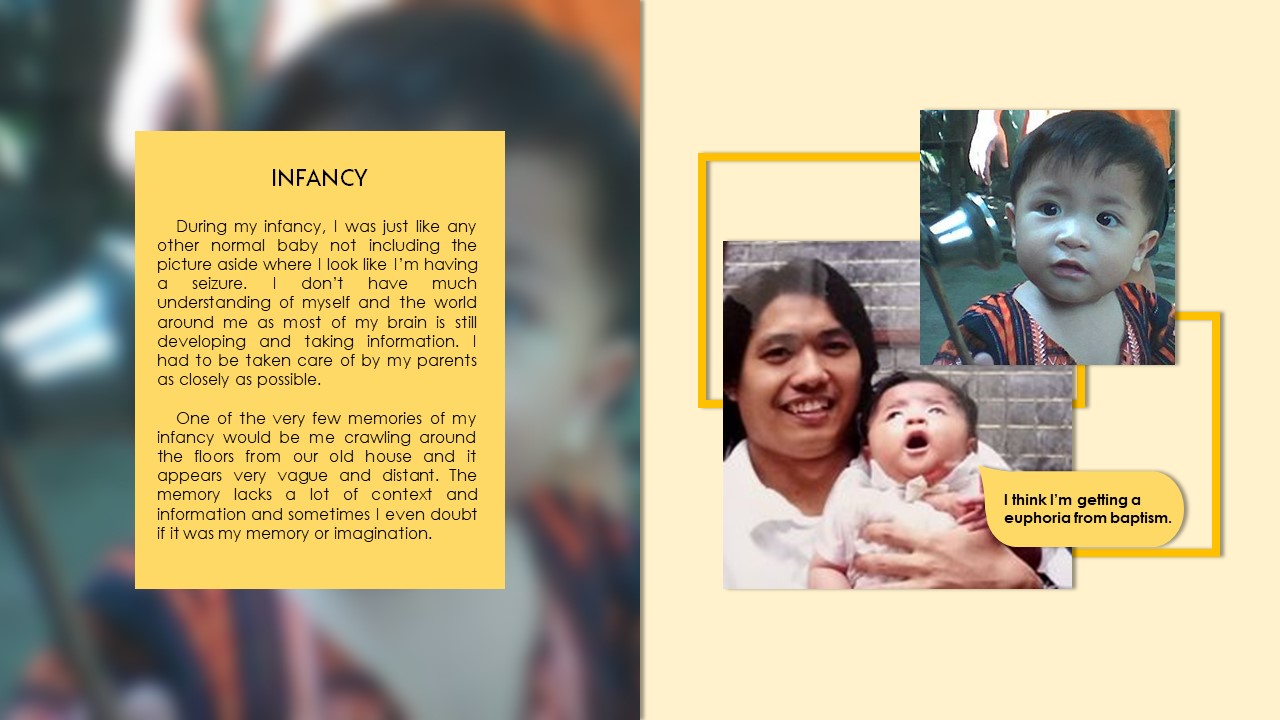 INFANCY
During my infancy, I was just like any
other normal baby not including the
picture aside where I look like I'm having
a seizure. I don't have much
understanding of myself and the world
around me as most of my brain is still
developing and taking information. I
had to be taken care of by my parents
as closely as possible.
One of the very few memories of my
infancy would be me crawling around
the floors from our old house and it
appears very vague and distant. The
memory lacks a lot of context and
information and sometimes I even doubt
if it was my memory or imagination.
I think I'm getting a
euphoria from baptism.